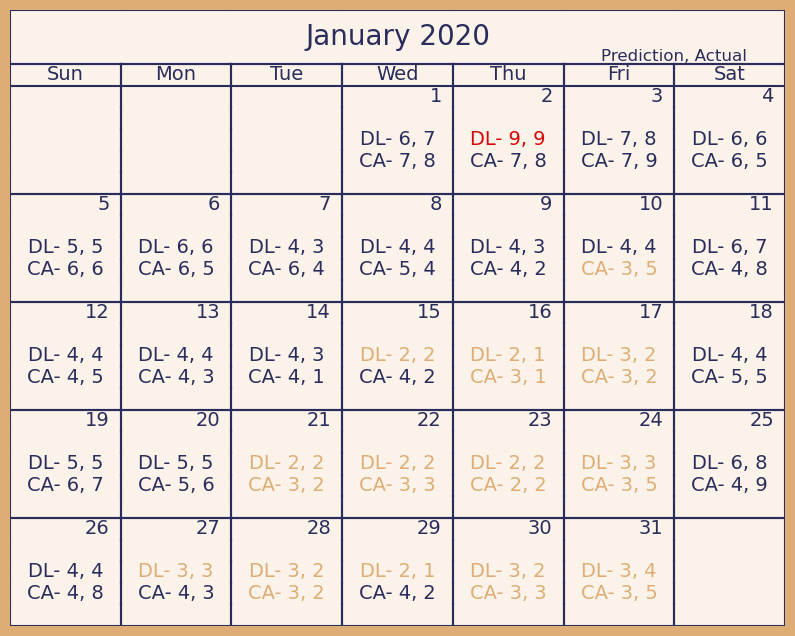 January 2020
Prediction, Actual
Sun Mon Tue Wed Thu Fri Sat
1 2 3 4
DL- 6, 7 DL- 9, 9 DL- 7, 8 DL- 6, 6
CA- 7, 8 CA- 7, 8 CA- 7, 9 CA- 6, 5
5 6 7 8 9 10 11
DL- 5, 5 DL- 6, 6 DL- 4, 3 DL- 4, 4 DL- 4, 3 DL- 4, 4 DL- 6, 7
CA- 6, 6 CA- 6, 5 CA- 6, 4 CA- 5, 4 CA- 4, 2 CA- 3, 5 CA- 4, 8
12 13 14 15 16 17 18
DL- 4, 4 DL- 4, 4 DL- 4, 3 DL- 2, 2 DL- 2, 1 DL- 3, 2 DL- 4, 4
CA- 4, 5 CA- 4, 3 CA- 4, 1 CA- 4, 2 CA- 3, 1 CA- 3, 2 CA- 5, 5
19 20 21 22 23 24 25
DL- 5, 5 DL- 5, 5 DL- 2, 2 DL- 2, 2 DL- 2, 2 DL- 3, 3 DL- 6, 8
CA- 6, 7 CA- 5, 6 CA- 3, 2 CA- 3, 3 CA- 2, 2 CA- 3, 5 CA- 4, 9
26 27 28 29 30 31
DL- 4, 4 DL- 3, 3 DL- 3, 2 DL- 2, 1 DL- 3, 2 DL- 3, 4
CA- 4, 8 CA- 4, 3 CA- 3, 2 CA- 4, 2 CA- 3, 3 CA- 3, 5